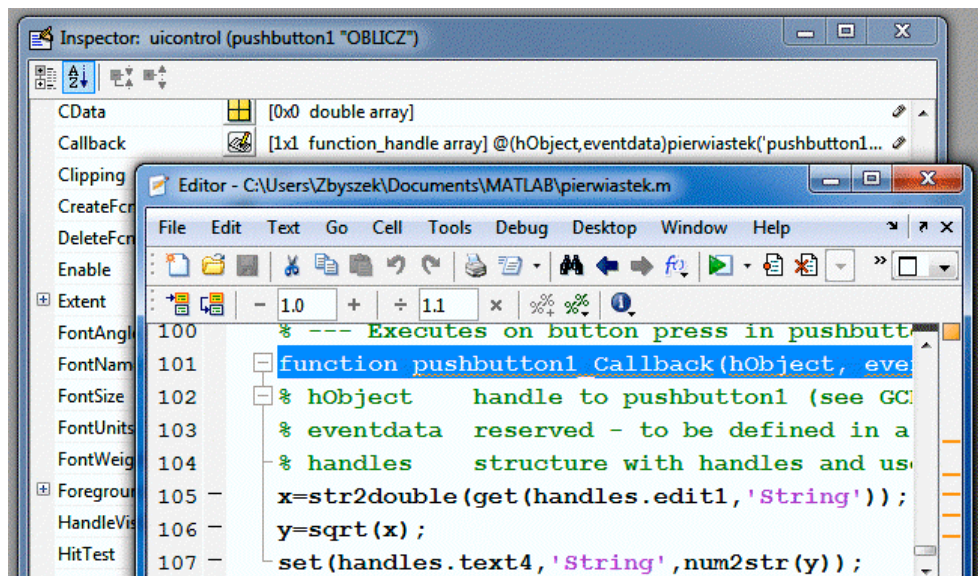 Inspector: uicontrol (pushbutton1 "OBLICZ")
CData [0x0 double array]
Callback [1x1 function_handle array] @(hObject,eventdata)pierwiastek('pushbutton1...
Clipping
CreateFcn
DeleteFcn
Enable
Extent
FontAngl
FontNam
FontSize
FontUnits
FontWeig
Foregrour
HandleVis
HitTest
Editor - C:\Users\Zbyszek\Documents\MATLAB\pierwiastek.m
File Edit Text Go Cell Tools Debug Desktop Window Help
- 1.0 + ÷ 1.1 ×
100 % --- Executes on button press in pushbutt
101 function pushbutton1_Callback(hObject, eve
102 % hObject handle to pushbutton1 (see GC
103 % eventdata reserved - to be defined in a
104 % handles structure with handles and us
105 - x=str2double(get(handles.edit1,'String'));
106 - y=sqrt(x);
107 - set(handles.text4,'String',num2str(y));